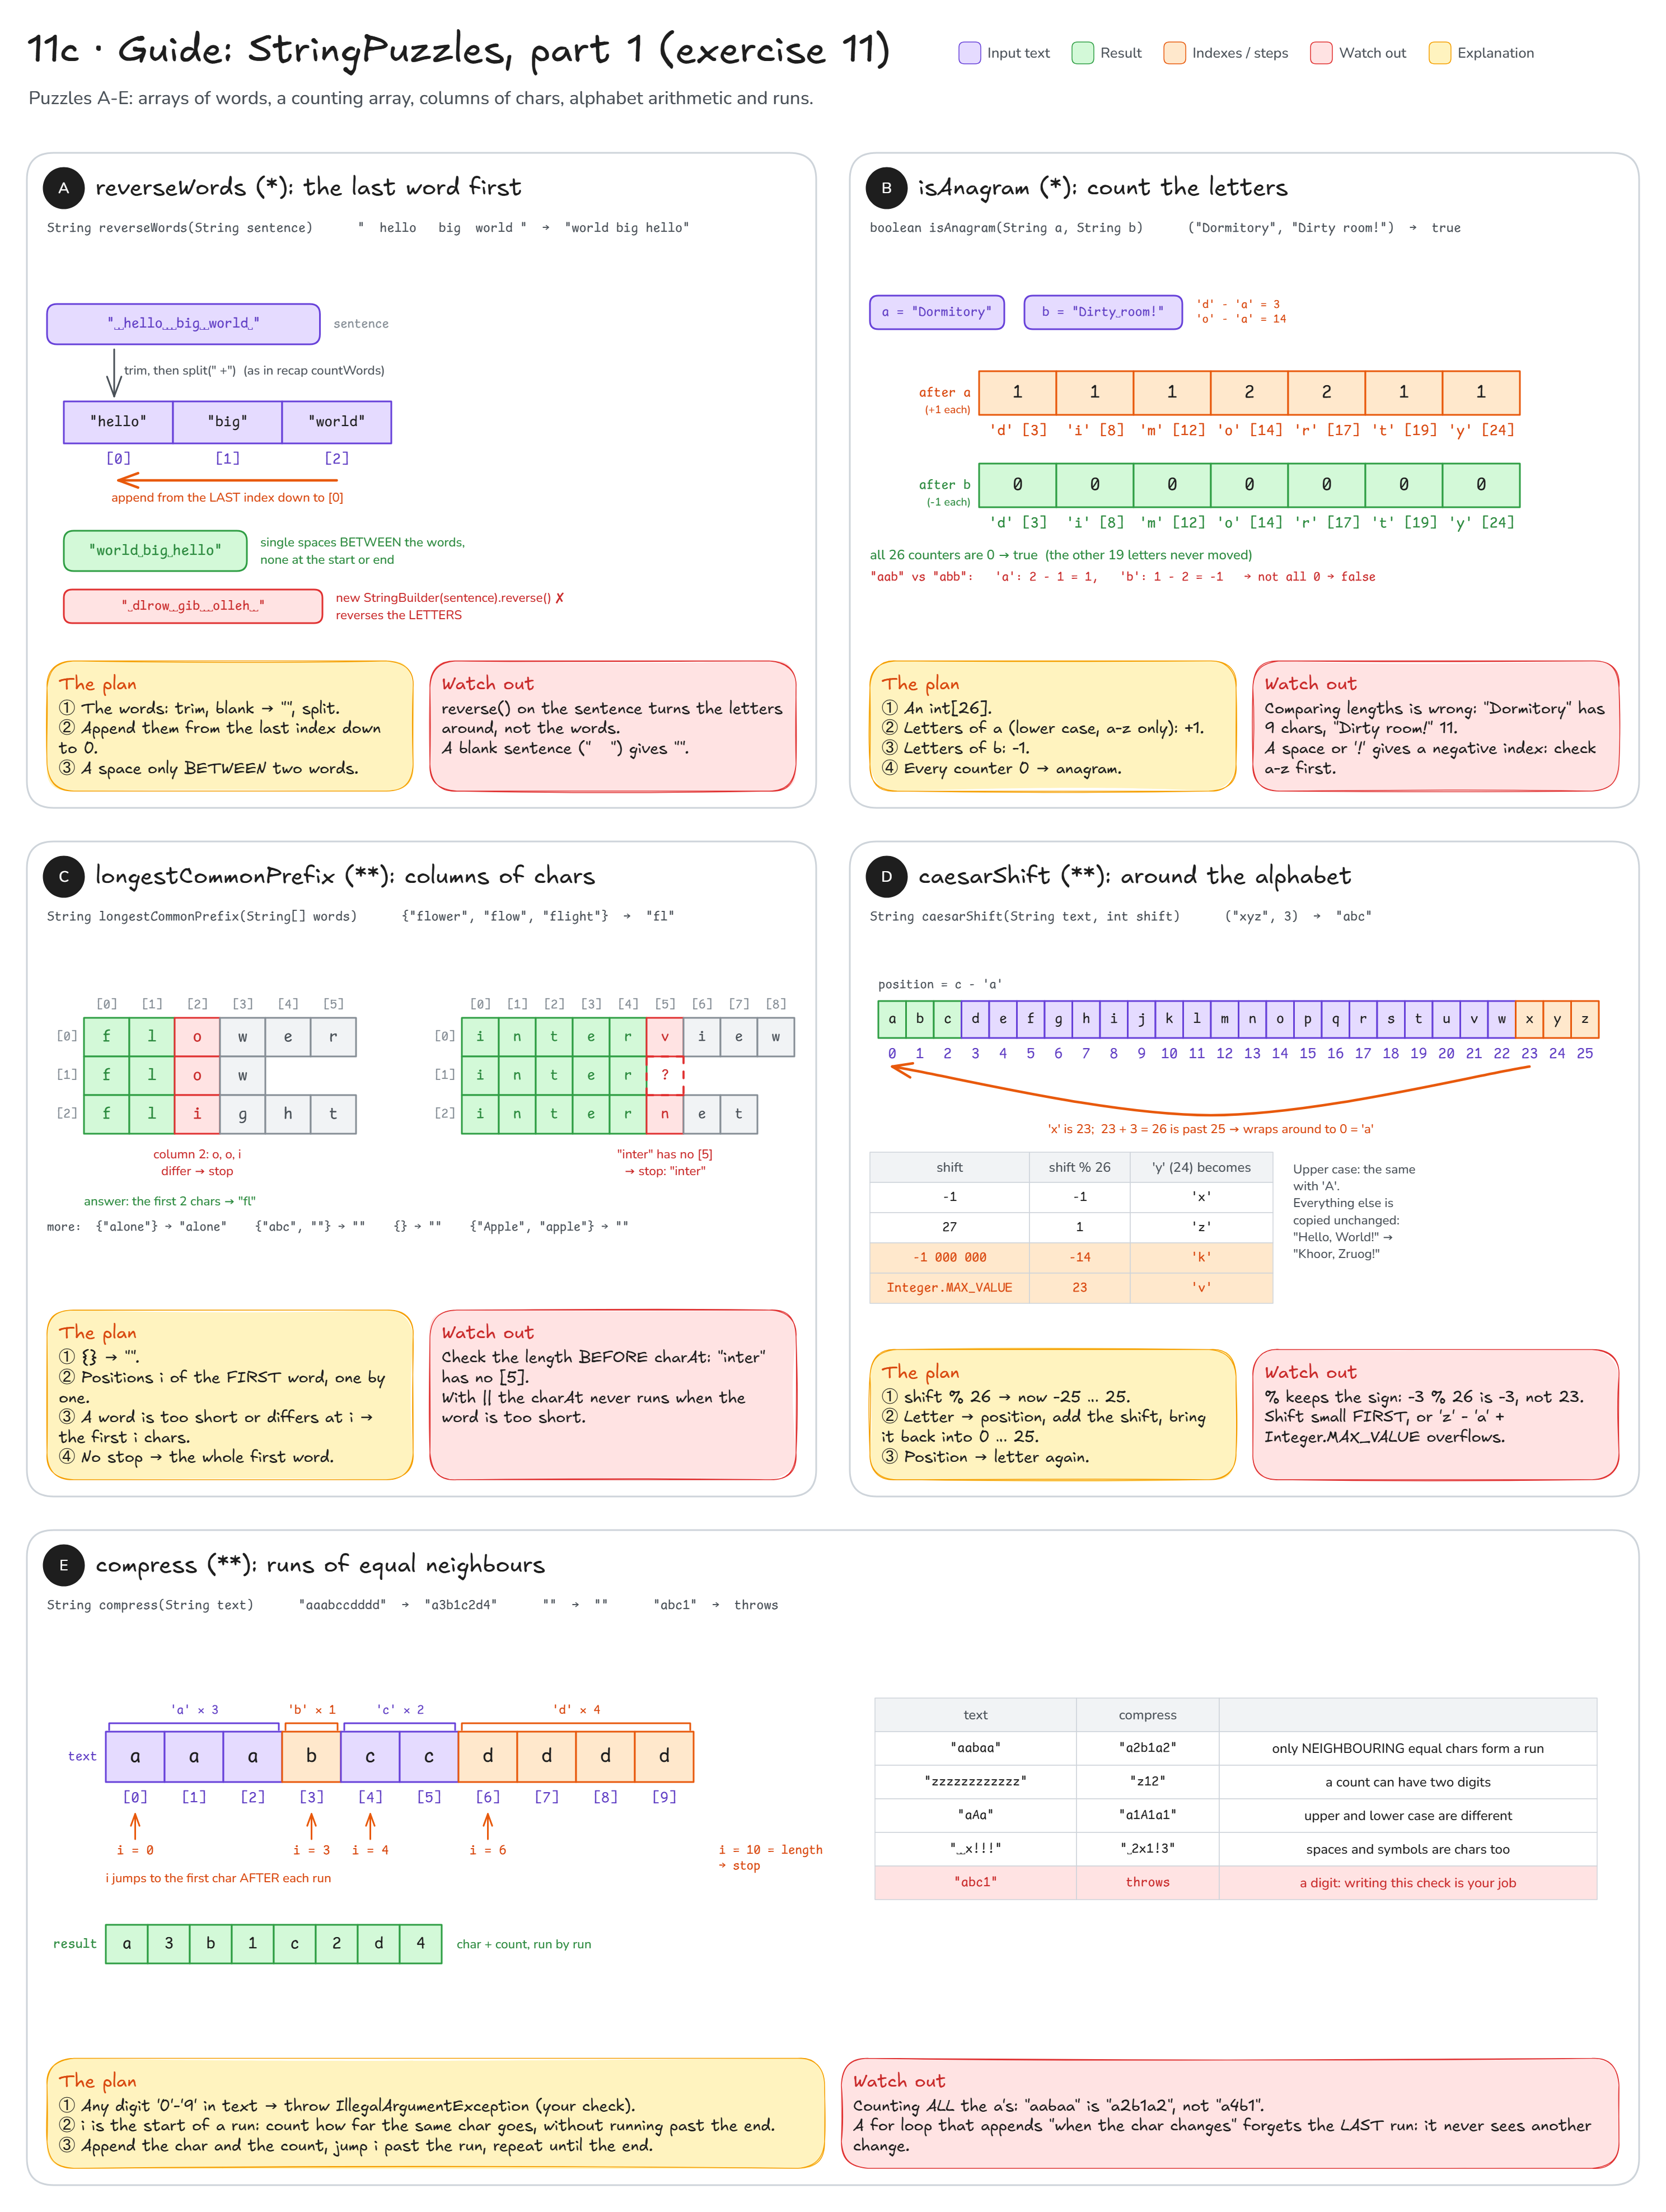 11c · Guide: StringPuzzles, part 1 (exercise 11)
Input text
Result
Indexes / steps
Watch out
Explanation
Puzzles A-E: arrays of words, a counting array, columns of chars, alphabet arithmetic and runs.
A
reverseWords (*): the last word first
String reverseWords(String sentence) "  hello   big  world " → "world big hello"
"␣␣hello␣␣␣big␣␣world␣"
sentence
trim, then split(" +") (as in recap countWords)
"hello" "big" "world"
[0] [1] [2]
append from the LAST index down to [0]
"world␣big␣hello"
single spaces BETWEEN the words,
none at the start or end
"␣dlrow␣␣gib␣␣␣olleh␣␣"
new StringBuilder(sentence).reverse() ✗
reverses the LETTERS
The plan
① The words: trim, blank → "", split.
② Append them from the last index down
to 0.
③ A space only BETWEEN two words.
Watch out
reverse() on the sentence turns the letters
around, not the words.
A blank sentence ("   ") gives "".
B
isAnagram (*): count the letters
boolean isAnagram(String a, String b) ("Dormitory", "Dirty room!") → true
a = "Dormitory"
b = "Dirty␣room!"
'd' - 'a' = 3
'o' - 'a' = 14
after a
(+1 each)
1 1 1 2 2 1 1
'd' [3] 'i' [8] 'm' [12] 'o' [14] 'r' [17] 't' [19] 'y' [24]
after b
(-1 each)
0 0 0 0 0 0 0
'd' [3] 'i' [8] 'm' [12] 'o' [14] 'r' [17] 't' [19] 'y' [24]
all 26 counters are 0 → true (the other 19 letters never moved)
"aab" vs "abb": 'a': 2 - 1 = 1, 'b': 1 - 2 = -1 → not all 0 → false
The plan
① An int[26].
② Letters of a (lower case, a-z only): +1.
③ Letters of b: -1.
④ Every counter 0 → anagram.
Watch out
Comparing lengths is wrong: "Dormitory" has
9 chars, "Dirty room!" 11.
A space or '!' gives a negative index: check
a-z first.
C
longestCommonPrefix (**): columns of chars
String longestCommonPrefix(String[] words) {"flower", "flow", "flight"} → "fl"
[0] [1] [2] [3] [4] [5]
[0] f l o w e r
[1] f l o w
[2] f l i g h t
column 2: o, o, i
differ → stop
answer: the first 2 chars → "fl"
[0] [1] [2] [3] [4] [5] [6] [7] [8]
[0] i n t e r v i e w
[1] i n t e r ?
[2] i n t e r n e t
"inter" has no [5]
→ stop: "inter"
more: {"alone"} → "alone" {"abc", ""} → "" {} → "" {"Apple", "apple"} → ""
The plan
① {} → "".
② Positions i of the FIRST word, one by
one.
③ A word is too short or differs at i →
the first i chars.
④ No stop → the whole first word.
Watch out
Check the length BEFORE charAt: "inter"
has no [5].
With || the charAt never runs when the
word is too short.
D
caesarShift (**): around the alphabet
String caesarShift(String text, int shift) ("xyz", 3) → "abc"
position = c - 'a'
a b c d e f g h i j k l m n o p q r s t u v w x y z
0 1 2 3 4 5 6 7 8 9 10 11 12 13 14 15 16 17 18 19 20 21 22 23 24 25
'x' is 23; 23 + 3 = 26 is past 25 → wraps around to 0 = 'a'
shift shift % 26 'y' (24) becomes
-1 -1 'x'
27 1 'z'
-1 000 000 -14 'k'
Integer.MAX_VALUE 23 'v'
Upper case: the same
with 'A'.
Everything else is
copied unchanged:
"Hello, World!" →
"Khoor, Zruog!"
The plan
① shift % 26 → now -25 ... 25.
② Letter → position, add the shift, bring
it back into 0 ... 25.
③ Position → letter again.
Watch out
% keeps the sign: -3 % 26 is -3, not 23.
Shift small FIRST, or 'z' - 'a' +
Integer.MAX_VALUE overflows.
E
compress (**): runs of equal neighbours
String compress(String text) "aaabccdddd" → "a3b1c2d4" "" → "" "abc1" → throws
'a' × 3 'b' × 1 'c' × 2 'd' × 4
text a a a b c c d d d d
[0] [1] [2] [3] [4] [5] [6] [7] [8] [9]
i = 0 i = 3 i = 4 i = 6
i = 10 = length
→ stop
i jumps to the first char AFTER each run
result a 3 b 1 c 2 d 4
char + count, run by run
text compress
"aabaa" "a2b1a2" only NEIGHBOURING equal chars form a run
"zzzzzzzzzzzz" "z12" a count can have two digits
"aAa" "a1A1a1" upper and lower case are different
"␣␣x!!!" "␣2x1!3" spaces and symbols are chars too
"abc1" throws a digit: writing this check is your job
The plan
① Any digit '0'-'9' in text → throw IllegalArgumentException (your check).
② i is the start of a run: count how far the same char goes, without running past the end.
③ Append the char and the count, jump i past the run, repeat until the end.
Watch out
Counting ALL the a's: "aabaa" is "a2b1a2", not "a4b1".
A for loop that appends "when the char changes" forgets the LAST run: it never sees another
change.